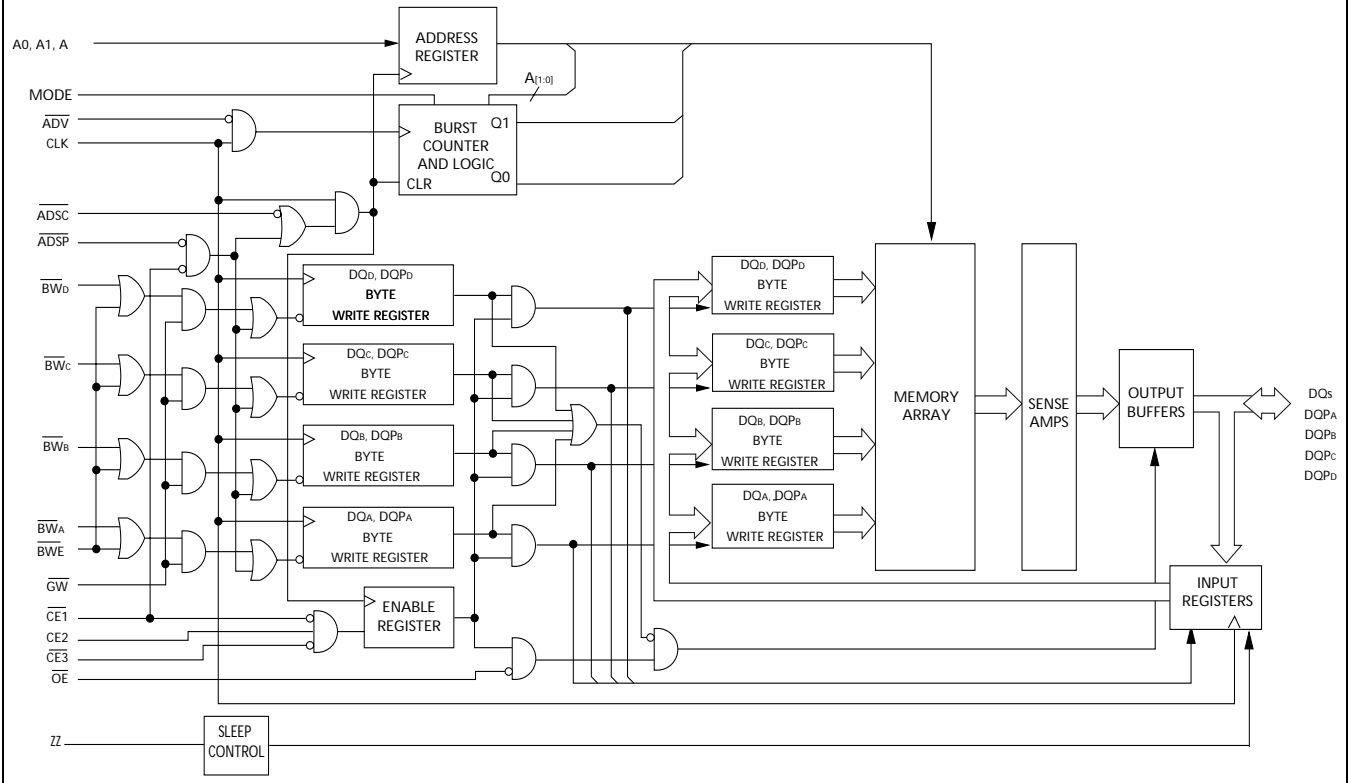 A0, A1, A
ADDRESS
REGISTER
MODE
A[1:0]
ADV
CLK
BURST
COUNTER
AND LOGIC
CLR
Q1
Q0
ADSC
ADSP
BWD
DQD, DQPD
BYTE
WRITE REGISTER
BWC
DQC, DQPC
BYTE
WRITE REGISTER
BWB
DQB, DQPB
BYTE
WRITE REGISTER
BWA
BWE
DQA, DQPA
BYTE
WRITE REGISTER
GW
CE1
CE2
CE3
OE
ENABLE
REGISTER
ZZ
SLEEP
CONTROL
DQD, DQPD
BYTE
WRITE REGISTER
DQC, DQPC
BYTE
WRITE REGISTER
DQB, DQPB
BYTE
WRITE REGISTER
DQA, DQPA
BYTE
WRITE REGISTER
MEMORY
ARRAY
SENSE
AMPS
OUTPUT
BUFFERS
INPUT
REGISTERS
DQs
DQPA
DQPB
DQPC
DQPD